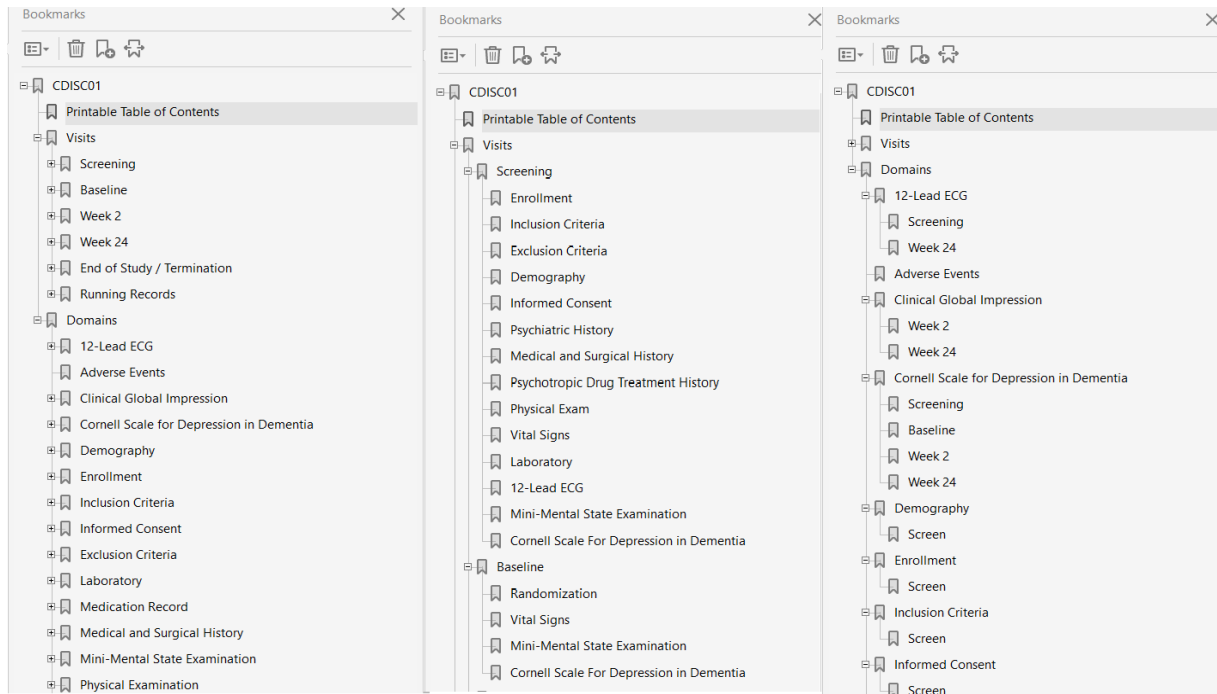 Bookmarks
CDISC01
Printable Table of Contents
Visits
Screening
Baseline
Week 2
Week 24
End of Study / Termination
Running Records
Domains
12-Lead ECG
Adverse Events
Clinical Global Impression
Cornell Scale for Depression in Dementia
Demography
Enrollment
Inclusion Criteria
Informed Consent
Exclusion Criteria
Laboratory
Medication Record
Medical and Surgical History
Mini-Mental State Examination
Physical Examination
Bookmarks
CDISC01
Printable Table of Contents
Visits
Screening
Enrollment
Inclusion Criteria
Exclusion Criteria
Demography
Informed Consent
Psychiatric History
Medical and Surgical History
Psychotropic Drug Treatment History
Physical Exam
Vital Signs
Laboratory
12-Lead ECG
Mini-Mental State Examination
Cornell Scale For Depression in Dementia
Baseline
Randomization
Vital Signs
Mini-Mental State Examination
Cornell Scale For Depression in Dementia
Bookmarks
CDISC01
Printable Table of Contents
Visits
Domains
12-Lead ECG
Screening
Week 24
Adverse Events
Clinical Global Impression
Week 2
Week 24
Cornell Scale for Depression in Dementia
Screening
Baseline
Week 2
Week 24
Demography
Screen
Enrollment
Screen
Inclusion Criteria
Screen
Informed Consent
Screen